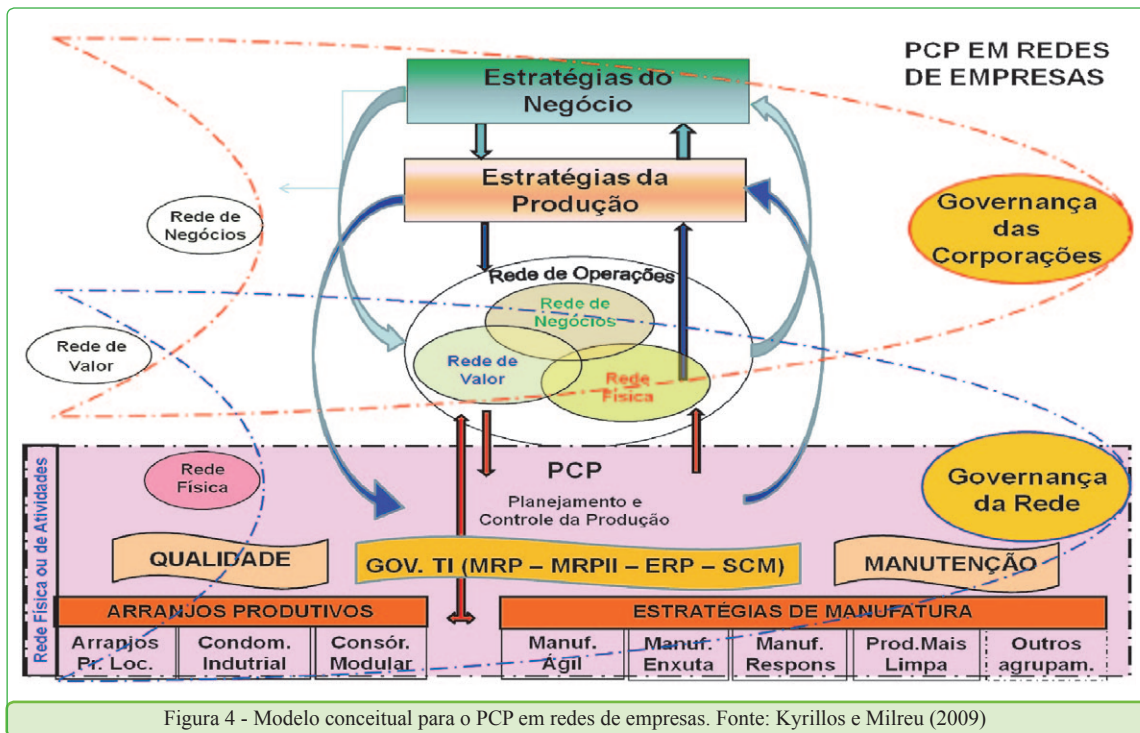 PCP EM REDES
DE EMPRESAS
Estratégias do
Negócio
Estratégias da
Produção
Rede de
Negócios
Governança
das
Corporações
Rede de Operações
Rede de
Negócios
Rede de
Valor
Rede de
Valor
Rede
Física
Rede Física ou de Atividades
Rede
Física
PCP
Planejamento e
Controle da Produção
Governança
da Rede
QUALIDADE
GOV. TI (MRP – MRPII – ERP – SCM)
MANUTENÇÃO
ARRANJOS PRODUTIVOS
ESTRATÉGIAS DE MANUFATURA
Arranjos
Pr. Loc.
Condom.
Indutrial
Consór.
Modular
Manuf.
Ágil
Manuf.
Enxuta
Manuf.
Respons
Prod.Mais
Limpa
Outros
agrupam.
Figura 4 - Modelo conceitual para o PCP em redes de empresas. Fonte: Kyrillos e Milreu (2009)